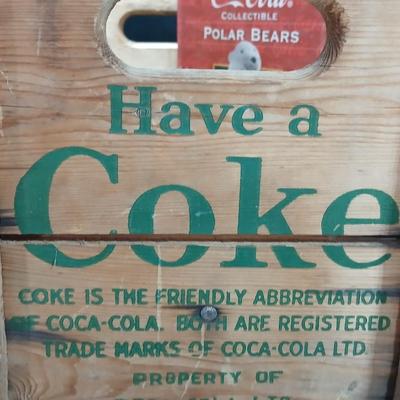 Cola
COLLECTIBLE
POLAR BEARS
Have a
Coke
COKE IS THE FRIENDLY ABBREVIATION
OF COCA-COLA. BOTH ARE REGISTERED
TRADE MARKS OF COCA-COLA LTD.
PROPERTY OF